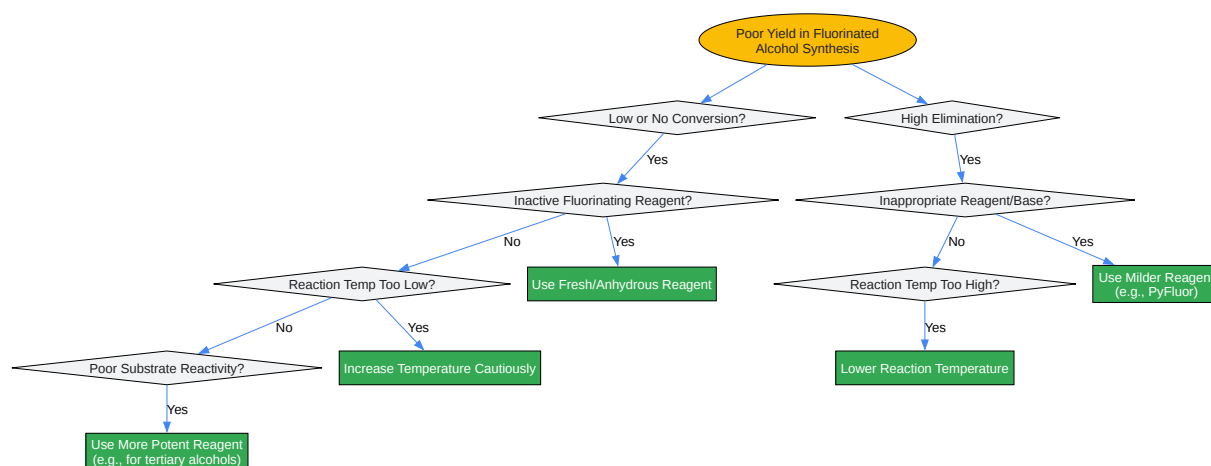 Poor Yield in Fluorinated
Alcohol Synthesis
Low or No Conversion?
High Elimination?
Yes
Yes
Inactive Fluorinating Reagent?
Inappropriate Reagent/Base?
No
Yes
No
Yes
Reaction Temp Too Low?
Use Fresh/Anhydrous Reagent
Reaction Temp Too High?
Use Milder Reagen
(e.g., PyFluor)
No
Yes
Yes
Poor Substrate Reactivity?
Increase Temperature Cautiously
Lower Reaction Temperature
Yes
Use More Potent Reagent
(e.g., for tertiary alcohols)